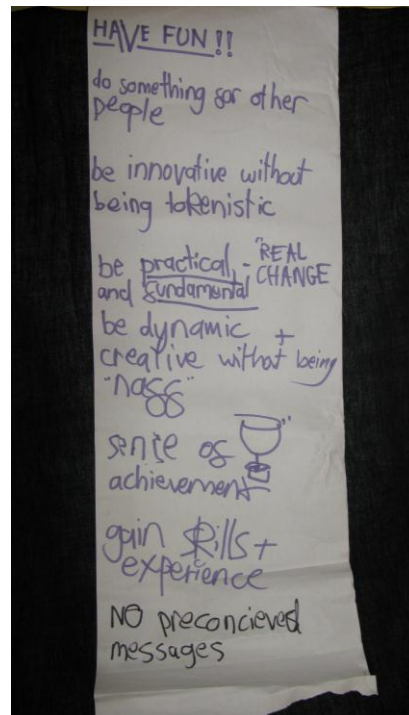 HAVE FUN!!
do something for other
people
be innovative without
being tokenistic
be practical, - "REAL
and fundamental CHANGE
be dynamic +
creative without being
"naff"
sense of
achievement
gain skills +
experience
NO preconcieved
messages